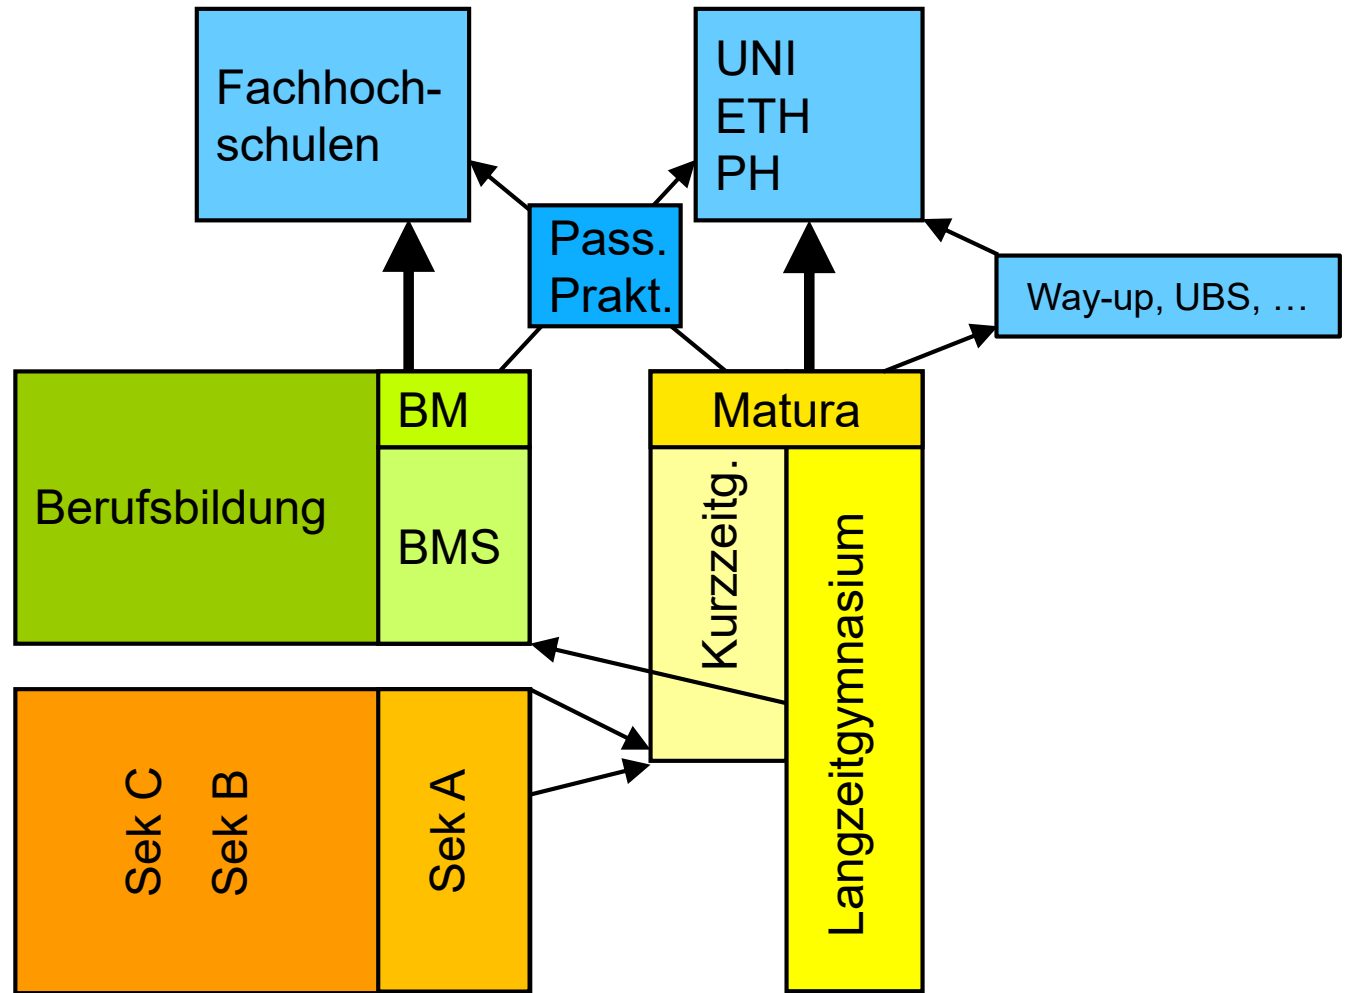 Fachhoch-
schulen
UNI
ETH
PH
Pass.
Prakt.
Way-up, UBS, …
Berufsbildung
BM
BMS
Matura
Kurzzeitg.
Langzeitgymnasium
Sek C
Sek B
Sek A